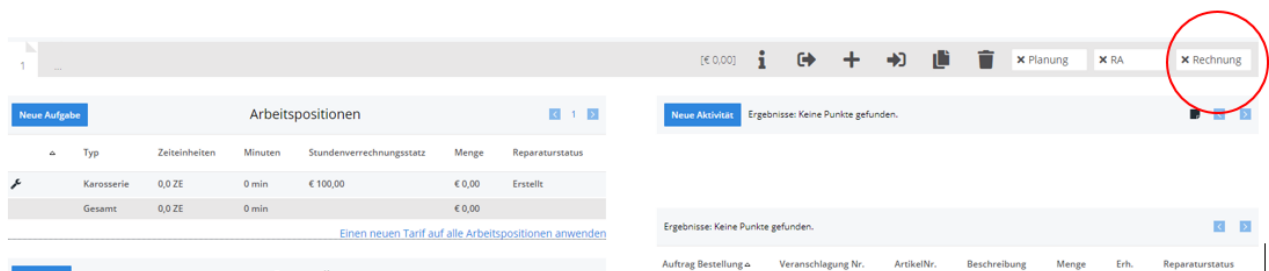 1 ... [€ 0,00] Planung RA Rechnung
Neue Aufgabe Arbeitspositionen 1
Typ Zeiteinheiten Minuten Stundenverrechnungsstatz Menge Reparaturstatus
Karosserie 0,0 ZE 0 min € 100,00 € 0,00 Erstellt
Gesamt 0,0 ZE 0 min € 0,00
Einen neuen Tarif auf alle Arbeitspositionen anwenden
Neue Aktivität Ergebnisse: Keine Punkte gefunden.
Ergebnisse: Keine Punkte gefunden.
Auftrag Bestellung Veranschlagung Nr. ArtikelNr. Beschreibung Menge Erh. Reparaturstatus